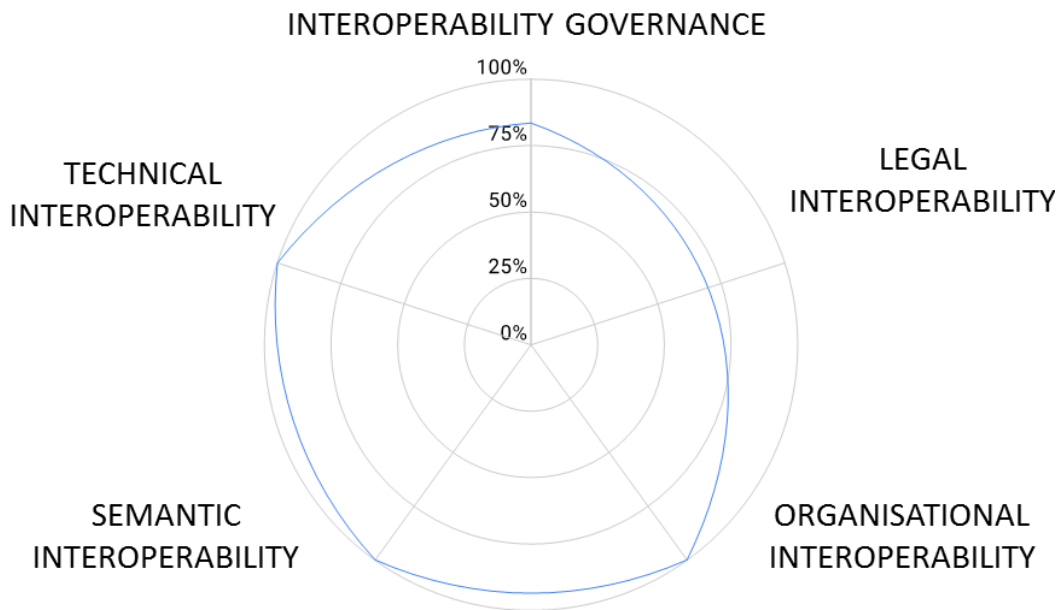 INTEROPERABILITY GOVERNANCE
100%
75%
50%
25%
0%
LEGAL
INTEROPERABILITY
ORGANISATIONAL
INTEROPERABILITY
SEMANTIC
INTEROPERABILITY
TECHNICAL
INTEROPERABILITY